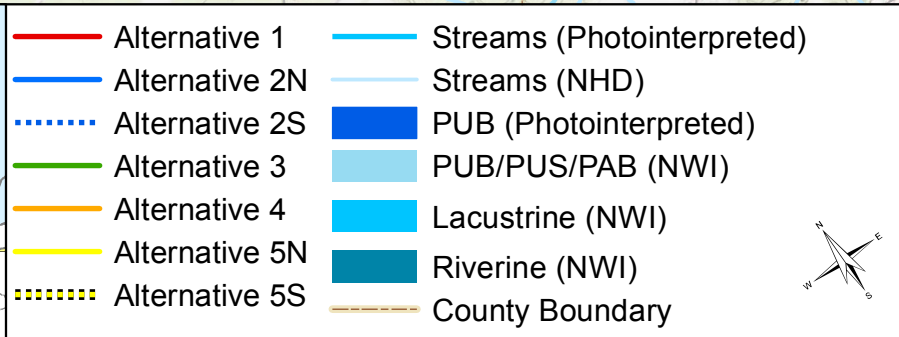 Alternative 1
Alternative 2N
Alternative 2S
Alternative 3
Alternative 4
Alternative 5N
Alternative 5S
Streams (Photointerpreted)
Streams (NHD)
PUB (Photointerpreted)
PUB/PUS/PAB (NWI)
Lacustrine (NWI)
Riverine (NWI)
County Boundary
N
E
W
S